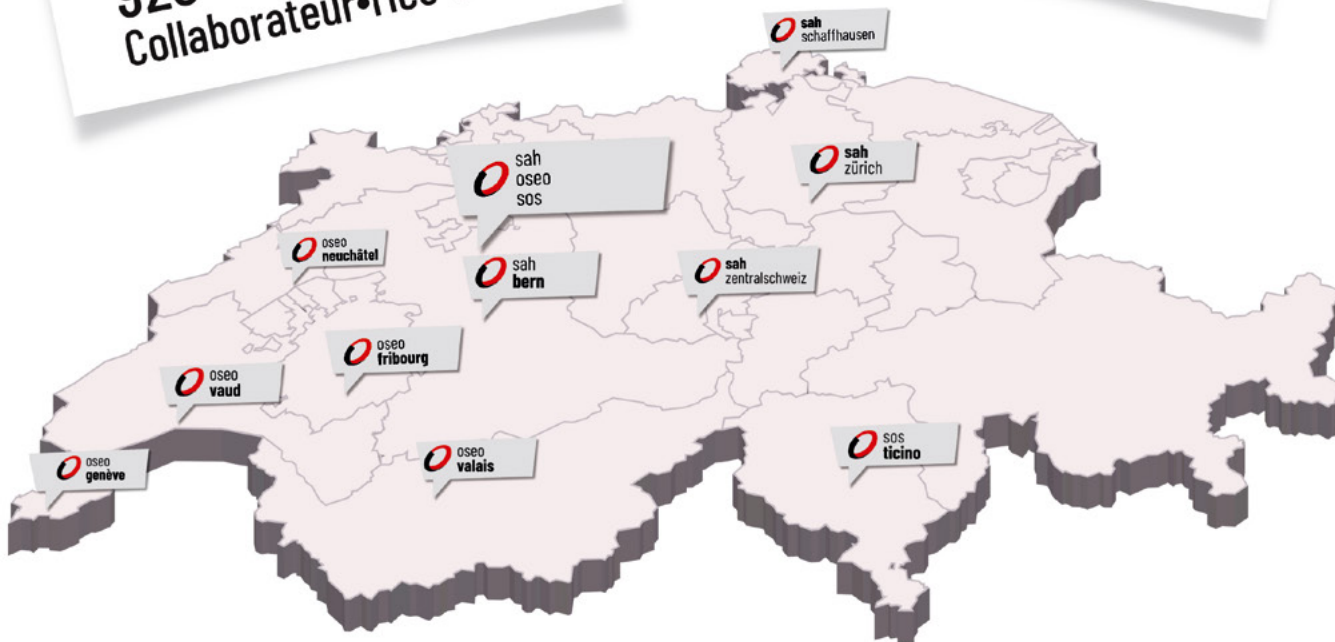 Collaborateur•rice
sah
schaffhausen
sah
oseo
sos
sah
zürich
oseo
neuchâtel
sah
bern
sah
zentralschweiz
oseo
fribourg
oseo
vaud
oseo
genève
oseo
valais
sos
ticino